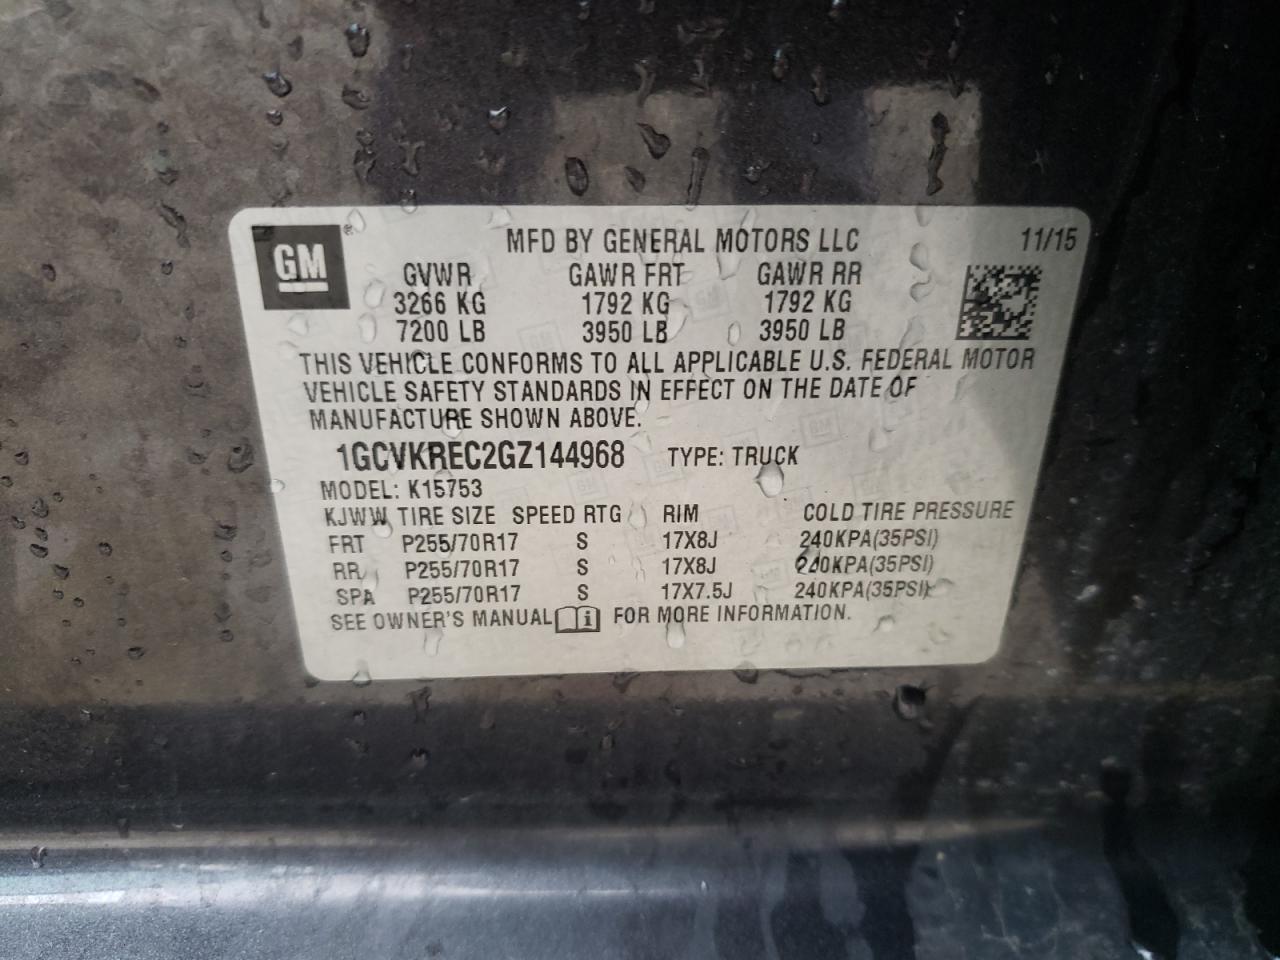 GM ® MFD BY GENERAL MOTORS LLC 11/15
GVWR GAWR FRT GAWR RR
3266 KG 1792 KG 1792 KG
7200 LB 3950 LB 3950 LB
THIS VEHICLE CONFORMS TO ALL APPLICABLE U.S. FEDERAL MOTOR
VEHICLE SAFETY STANDARDS IN EFFECT ON THE DATE OF
MANUFACTURE SHOWN ABOVE.
1GCVKREC2GZ144968 TYPE: TRUCK
MODEL: K15753
KJWW TIRE SIZE SPEED RTG RIM COLD TIRE PRESSURE
FRT P255/70R17 S 17X8J 240KPA(35PSI)
RR P255/70R17 S 17X8J 240KPA(35PSI)
SPA P255/70R17 S 17X7.5J 240KPA(35PSI)
SEE OWNER'S MANUAL i FOR MORE INFORMATION.